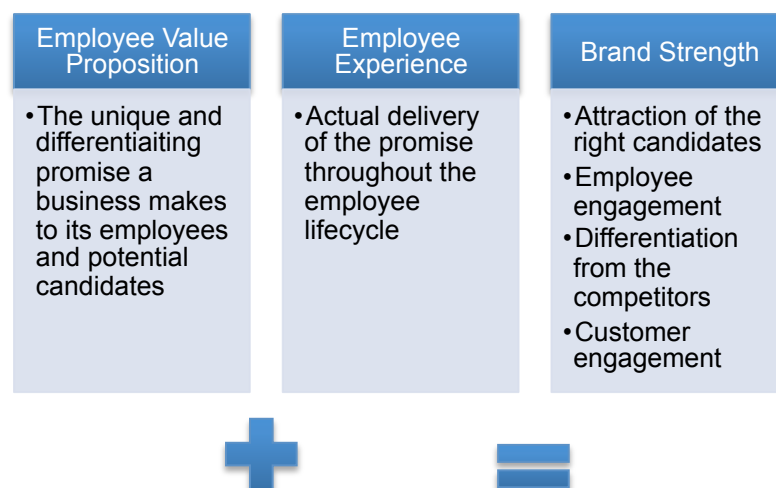 Employee Value
Proposition
•The unique and
differentiaiting
promise a
business makes
to its employees
and potential
candidates
Employee
Experience
•Actual delivery
of the promise
throughout the
employee
lifecycle
Brand Strength
•Attraction of the
right candidates
•Employee
engagement
•Differentiation
from the
competitors
•Customer
engagement